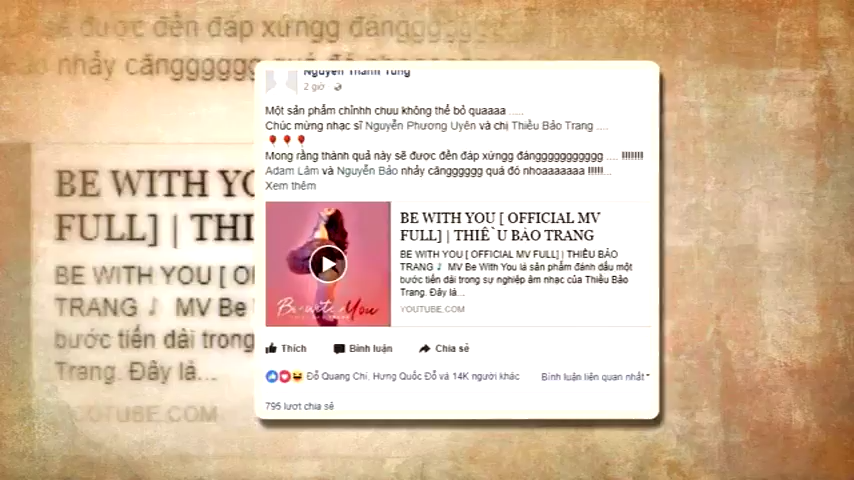 Nguyễn Thanh Tùng
2 giờ
Một sản phẩm chỉnhh chuu không thể bỏ quaaaa .....
Chúc mừng nhạc sĩ Nguyễn Phương Uyên và chị Thiều Bảo Trang ....
Mong rằng thành quả này sẽ được đền đáp xứngg đángggggggggggg .... !!!!!!!
Adam Lâm và Nguyễn Bảo nhảy cănggggggg quá đó nhoaaaaaaa !!!!!...
Xem thêm
Be with You
BE WITH YOU [ OFFICIAL MV
FULL] | THIỀU BẢO TRANG
BE WITH YOU [ OFFICIAL MV FULL] | THIỀU BẢO
TRANG ♪ MV Be With You là sản phẩm đánh dấu một
bước tiến dài trong sự nghiệp âm nhạc của Thiều Bảo
Trang. Đây là...
YOUTUBE.COM
Thích Bình luận Chia sẻ
Đỗ Quang Chí, Hưng Quốc Đỗ và 14K người khác Bình luận liên quan nhất
795 lượt chia sẻ
sẽ được đền đáp xứngg đánggg
nhảy cănggggggg quá đó nhoaaa
BE WITH YO
FULL] | THI
BE WITH YOU [ O
TRANG ♪ MV Be
bước tiến dài trong
Trang. Đây là...
OUTUBE.COM